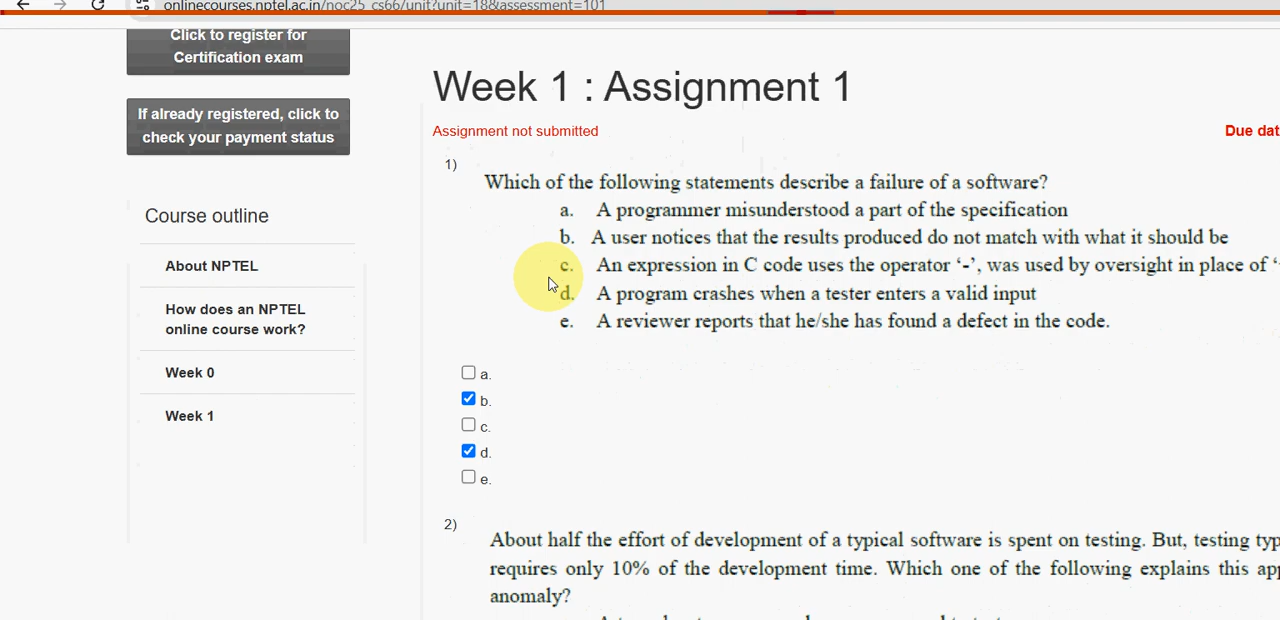 onlinecourses.nptel.ac.in/noc25_cs66/unit?unit=18&assessment=101
Click to register for
Certification exam
If already registered, click to
check your payment status
Course outline
About NPTEL
How does an NPTEL
online course work?
Week 0
Week 1
Week 1 : Assignment 1
Assignment not submitted
Due dat
1)
Which of the following statements describe a failure of a software?
a. A programmer misunderstood a part of the specification
b. A user notices that the results produced do not match with what it should be
c. An expression in C code uses the operator ‘-’, was used by oversight in place of ‘
d. A program crashes when a tester enters a valid input
e. A reviewer reports that he/she has found a defect in the code.
a.
b.
c.
d.
e.
2)
About half the effort of development of a typical software is spent on testing. But, testing typ
requires only 10% of the development time. Which one of the following explains this app
anomaly?